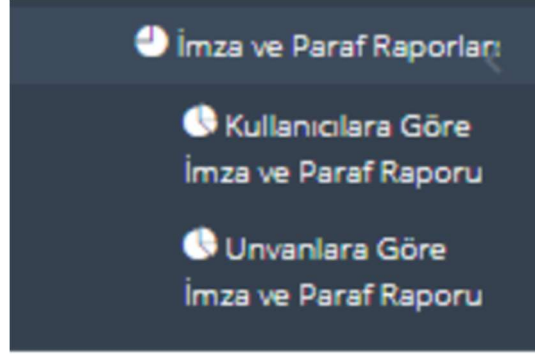 İmza ve Paraf Raporları
Kullanıcılara Göre
İmza ve Paraf Raporu
Unvanlara Göre
İmza ve Paraf Raporu